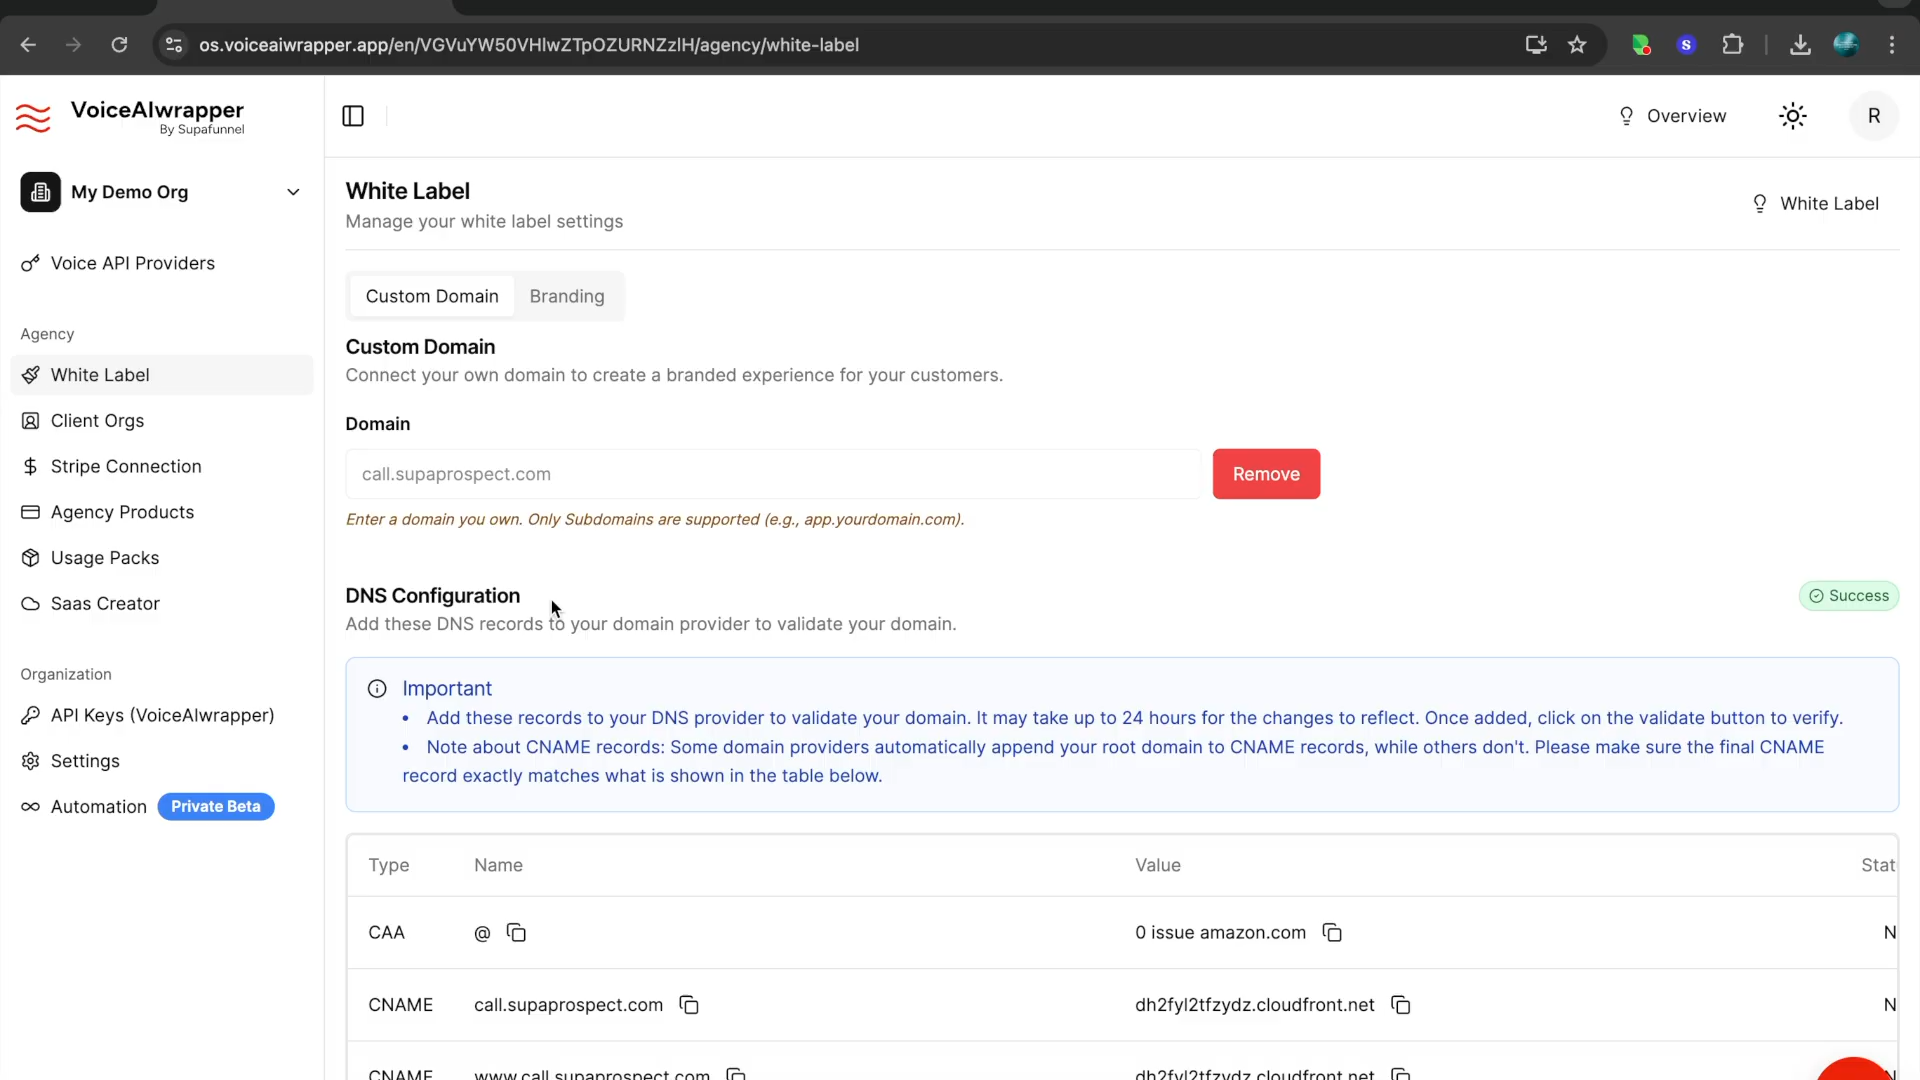 os.voiceaiwrapper.app/en/VGVuYW50VHlwZTpOZURNZzlH/agency/white-label
S
VoiceAIwrapper
By Supafunnel
Overview
R
My Demo Org
White Label
Manage your white label settings
White Label
Voice API Providers
Custom Domain
Branding
Agency
White Label
Client Orgs
Stripe Connection
Agency Products
Usage Packs
Saas Creator
Organization
API Keys (VoiceAIwrapper)
Settings
Automation
Private Beta
Custom Domain
Connect your own domain to create a branded experience for your customers.
Domain
call.supaprospect.com
Remove
Enter a domain you own. Only Subdomains are supported (e.g., app.yourdomain.com).
DNS Configuration
Success
Add these DNS records to your domain provider to validate your domain.
Important
• Add these records to your DNS provider to validate your domain. It may take up to 24 hours for the changes to reflect. Once added, click on the validate button to verify.
• Note about CNAME records: Some domain providers automatically append your root domain to CNAME records, while others don't. Please make sure the final CNAME
record exactly matches what is shown in the table below.
Type Name Value Stat
CAA @ 0 issue amazon.com N
CNAME call.supaprospect.com dh2fyl2tfzydz.cloudfront.net N
CNAME www.call.supaprospect.com dh2fyl2tfzydz.cloudfront.net N